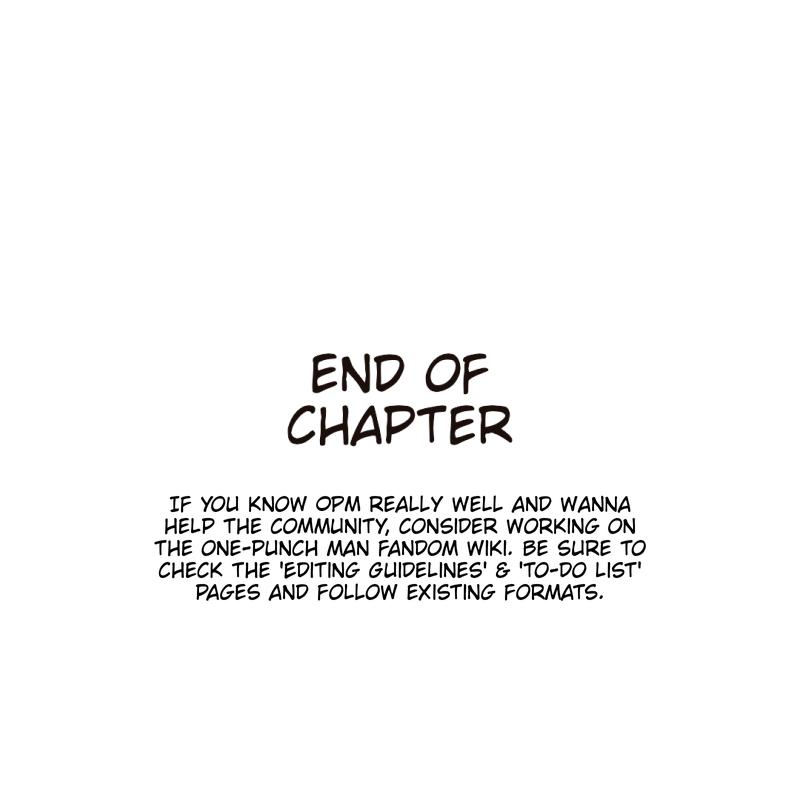 END OF
CHAPTER
IF YOU KNOW OPM REALLY WELL AND WANNA
HELP THE COMMUNITY, CONSIDER WORKING ON
THE ONE-PUNCH MAN FANDOM WIKI. BE SURE TO
CHECK THE 'EDITING GUIDELINES' & 'TO-DO LIST'
PAGES AND FOLLOW EXISTING FORMATS.